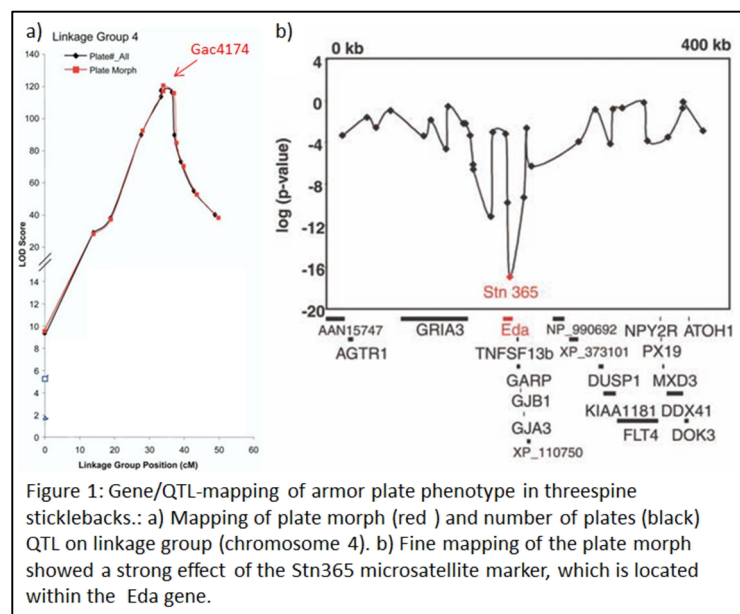 a)
Linkage Group 4
Plate#_All
Plate Morph
Gac4174
LOD Score
140
120
100
80
60
40
20
14
12
10
8
6
4
2
0
0 10 20 30 40 50 60
Linkage Group Position (cM)
b)
0 kb 400 kb
log (p-value)
4
0
-4
-8
-12
-16
-20
Stn 365
AAN15747 GRIA3 Eda NP_990692 NPY2R ATOH1
AGTR1 TNFSF13b XP_373101 PX19
GARP DUSP1 MXD3
GJB1 KIAA1181 DDX41
GJA3 FLT4 DOK3
XP_110750
Figure 1: Gene/QTL-mapping of armor plate phenotype in threespine
sticklebacks.: a) Mapping of plate morph (red ) and number of plates (black)
QTL on linkage group (chromosome 4). b) Fine mapping of the plate morph
showed a strong effect of the Stn365 microsatellite marker, which is located
within the Eda gene.